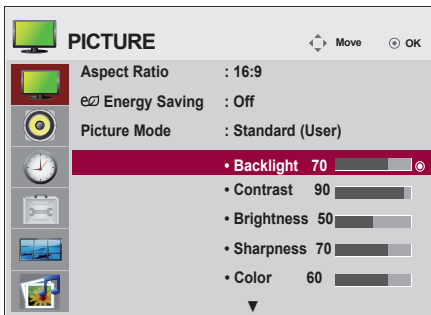 PICTURE Move OK
Aspect Ratio : 16:9
Energy Saving : Off
Picture Mode : Standard (User)
• Backlight 70
• Contrast 90
• Brightness 50
• Sharpness 70
• Color 60